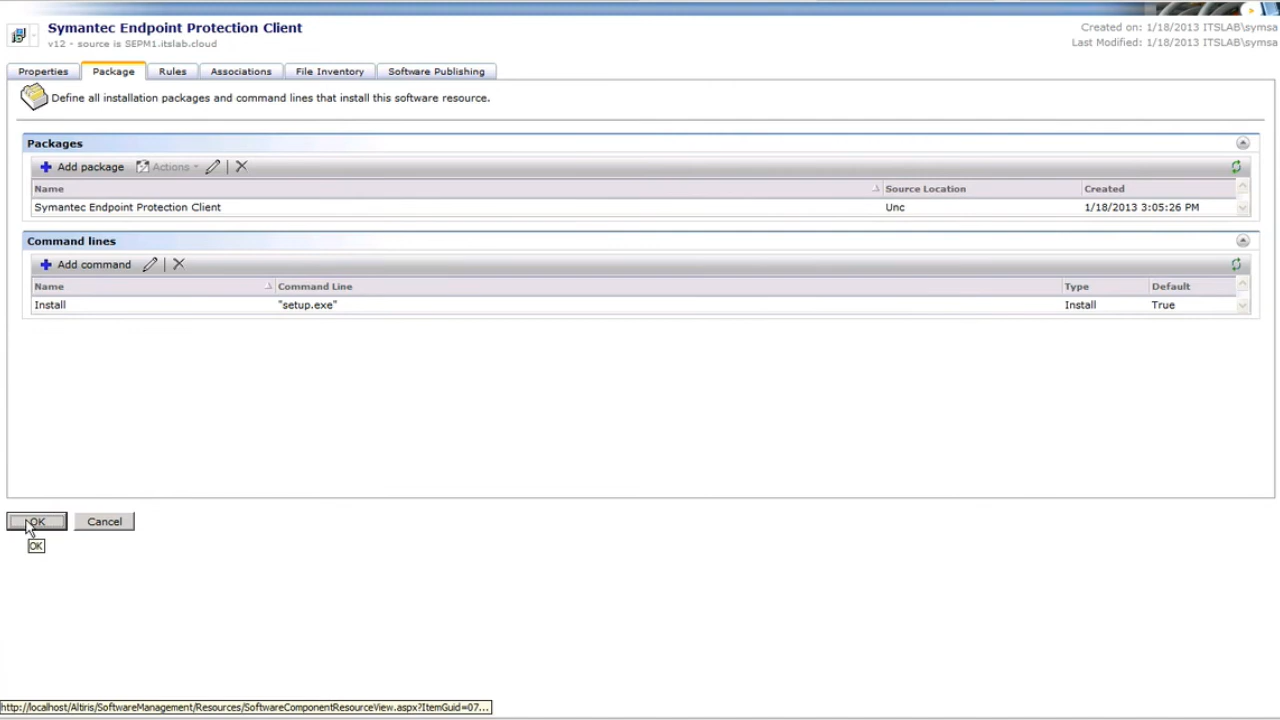 Symantec Endpoint Protection Client
Created on: 1/18/2013 ITSLAB\symsa
v12 - source is SEPM1.itslab.cloud
Last Modified: 1/18/2013 ITSLAB\symsa
Properties Package Rules Associations File Inventory Software Publishing
Define all installation packages and command lines that install this software resource.
Packages
Add package Actions
Name Source Location Created
Symantec Endpoint Protection Client Unc 1/18/2013 3:05:26 PM
Command lines
Add command
Name Command Line Type Default
Install "setup.exe" Install True
OK Cancel
OK
http://localhost/Altiris/SoftwareManagement/Resources/SoftwareComponentResourceView.aspx?ItemGuid=07...